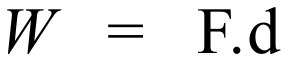 W = F.d